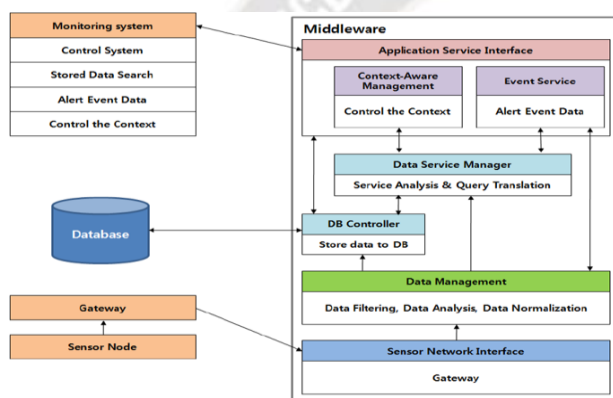 Monitoring system
Control System
Stored Data Search
Alert Event Data
Control the Context
Database
Gateway
Sensor Node
Middleware
Application Service Interface
Context-Aware
Management
Control the Context
Event Service
Alert Event Data
Data Service Manager
Service Analysis & Query Translation
DB Controller
Store data to DB
Data Management
Data Filtering, Data Analysis, Data Normalization
Sensor Network Interface
Gateway